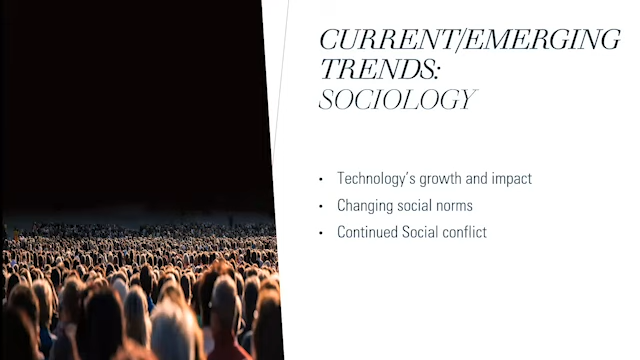 CURRENT/EMERGING
TRENDS:
SOCIOLOGY
• Technology's growth and impact
• Changing social norms
• Continued Social conflict